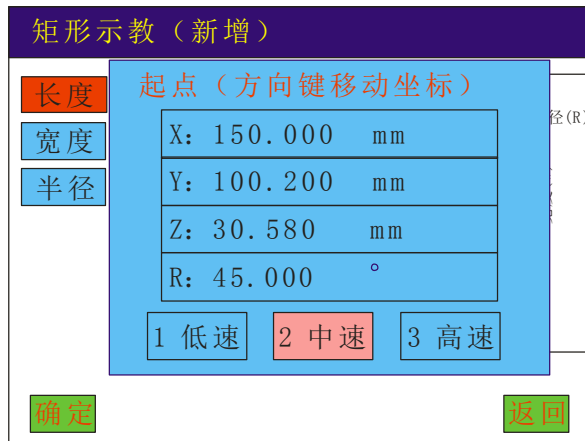 矩形示教（新增）
起点（方向键移动坐标）
长度
宽度
半径
X: 150.000 mm
Y: 100.200 mm
Z: 30.580 mm
R: 45.000 °
径(R)
1 低速
2 中速
3 高速
确定
返回